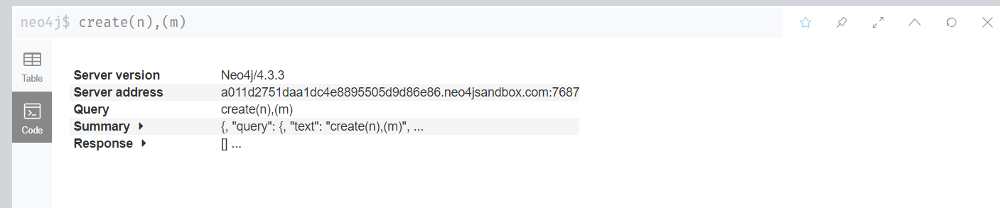 neo4j$ create(n),(m)
Table
Code
Server version Neo4j/4.3.3
Server address a011d2751daa1dc4e8895505d9d86e86.neo4jsandbox.com:7687
Query create(n),(m)
Summary {, "query": {, "text": "create(n),(m)", ...
Response [] ...